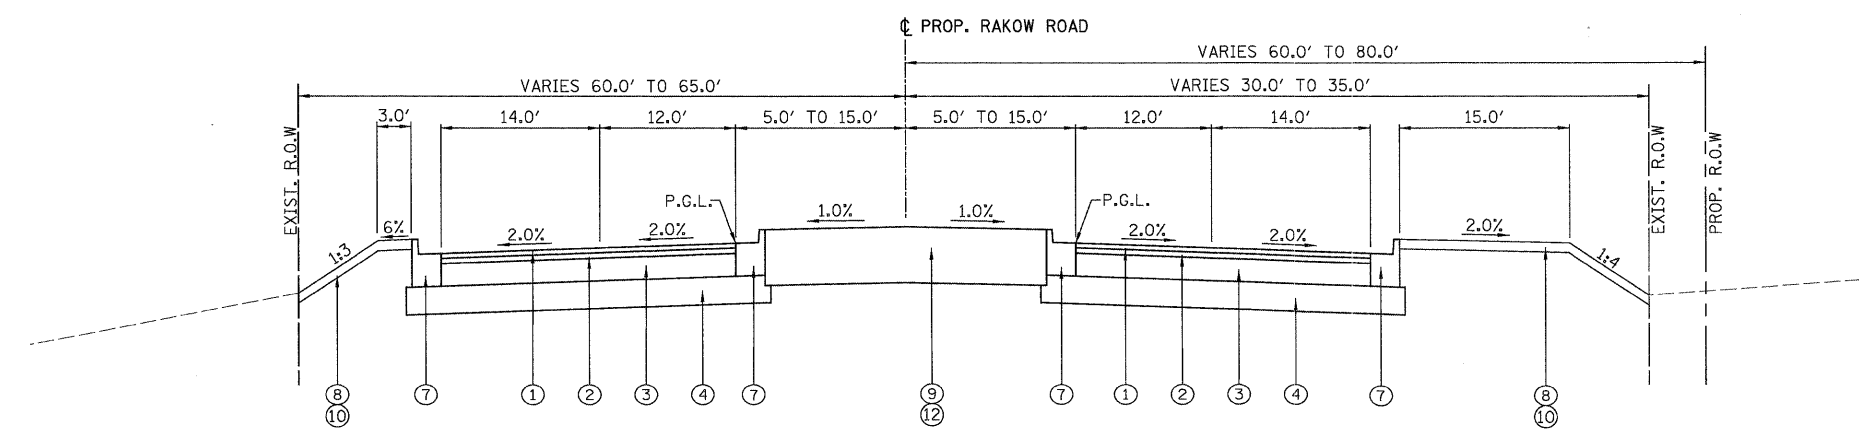 ℄ PROP. RAKOW ROAD
VARIES 60.0' TO 80.0'
VARIES 60.0' TO 65.0'
VARIES 30.0' TO 35.0'
3.0' 14.0' 12.0' 5.0' TO 15.0' 5.0' TO 15.0' 12.0' 14.0' 15.0'
EXIST. R.O.W
EXIST. R.O.W
PROP. R.O.W
P.G.L. P.G.L.
1:3 6% 2.0% 2.0% 1.0% 1.0% 2.0% 2.0% 2.0% 1:4
8 7 1 2 3 4 7 9 7 1 2 3 4 7 8
10 12 10